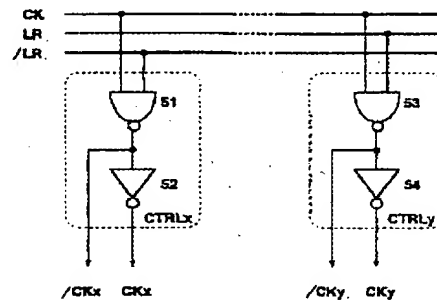 CK
LR
/LR
51 53
52 54
CTRLx CTRLy
/CKx CKx /CKy CKy